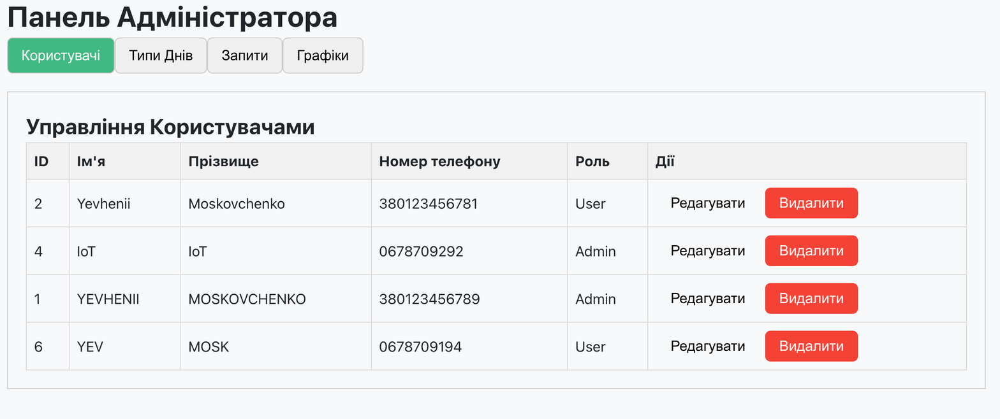 Панель Адміністратора
Користувачі Типи Днів Запити Графіки
Управління Користувачами
ID Ім'я Прізвище Номер телефону Роль Дії
2 Yevhenii Moskovchenko 380123456781 User Редагувати Видалити
4 IoT IoT 0678709292 Admin Редагувати Видалити
1 YEVHENII MOSKOVCHENKO 380123456789 Admin Редагувати Видалити
6 YEV MOSK 0678709194 User Редагувати Видалити